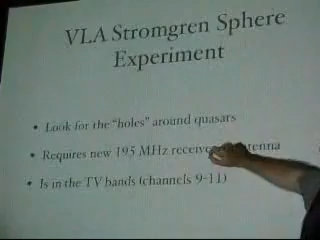 VLA Stromgren Sphere
Experiment
• Look for the "holes" around quasars
• Requires new 195 MHz receiver
• Is in the TV bands (channels 9-11)